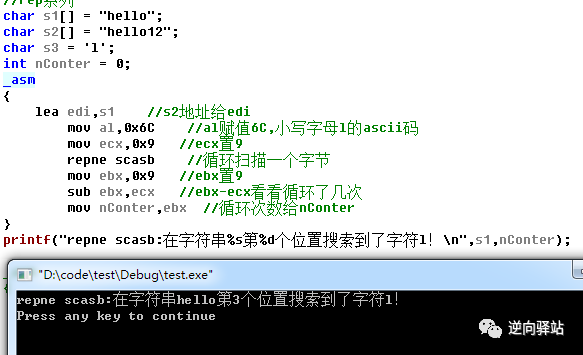 //rep系列
char s1[] = "hello";
char s2[] = "hello12";
char s3 = 'l';
int nConter = 0;
_asm
{
lea edi,s1 //s2地址给edi
mov al,0x6C //al赋值6C,小写字母l的ascii码
mov ecx,0x9 //ecx置9
repne scasb //循环扫描一个字节
mov ebx,0x9 //ebx置9
sub ebx,ecx //ebx-ecx看看循环了几次
mov nConter,ebx //循环次数给nConter
}
printf("repne scasb:在字符串%s第%d个位置搜索到了字符l! \n",s1,nConter);
"D:\code\test\Debug\test.exe"
repne scasb:在字符串hello第3个位置搜索到了字符l!
Press any key to continue
逆向驿站